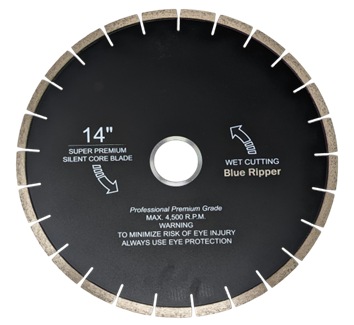 14"
SUPER PREMIUM
SILENT CORE BLADE
WET CUTTING
Blue Ripper
Professional Premium Grade
MAX. 4,500 R.P.M.
WARNING
TO MINIMIZE RISK OF EYE INJURY
ALWAYS USE EYE PROTECTION